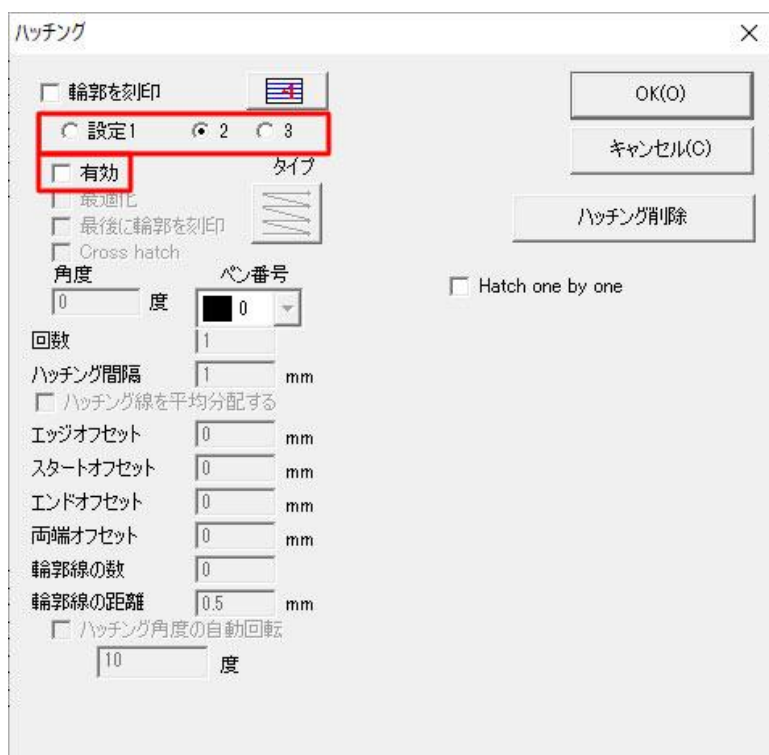 ハッチング
輪郭を刻印
OK(O)
設定1 2 3
キャンセル(C)
有効 タイプ
最適化
最後に輪郭を刻印
ハッチング削除
Cross hatch
角度 ペン番号
Hatch one by one
0 度 0
回数 1
ハッチング間隔 1 mm
ハッチング線を平均分配する
エッジオフセット 0 mm
スタートオフセット 0 mm
エンドオフセット 0 mm
両端オフセット 0 mm
輪郭線の数 0
輪郭線の距離 0.5 mm
ハッチング角度の自動回転
10 度